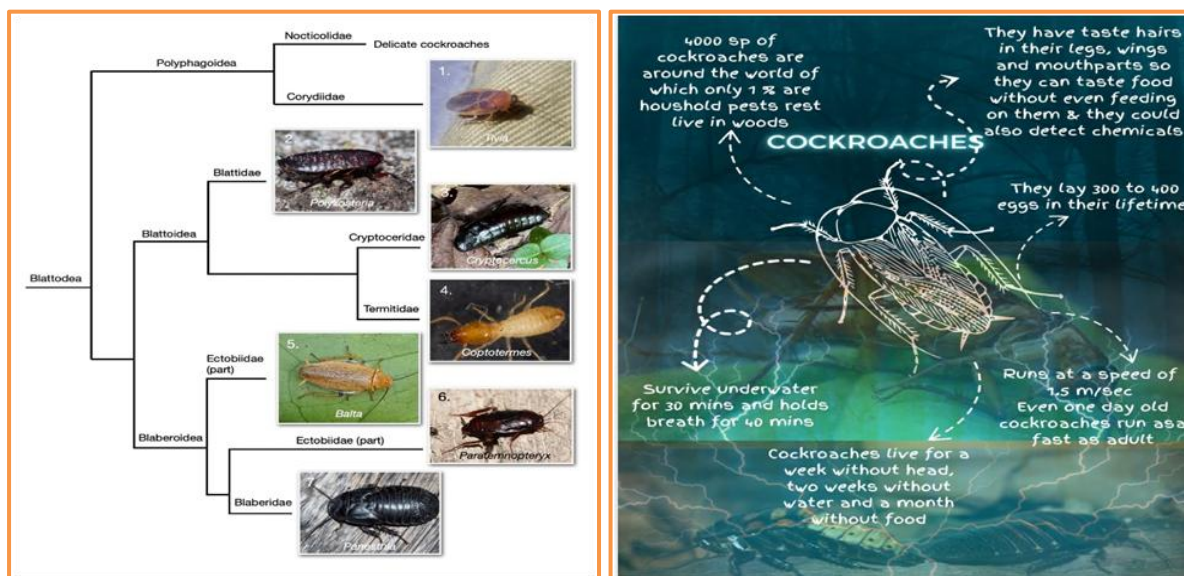 Nocticolidae
Delicate cockroaches
Polyphagoidea
1.
Corydiidae
Tivia
2.
Blattidae
Polyzosteria
Blattoidea
Cryptoceridae
Cryptocercus
Blattodea
4.
Termitidae
Coptotermes
5.
Ectobiidae
(part)
Balta
6.
Blaberoidea
Ectobiidae (part)
Paratemnopteryx
Blaberidae
Panesthia
4000 sp of
cockroaches are
around the world of
which only 1 % are
houshold pests rest
live in woods
They have taste hairs
in their legs, wings
and mouthparts so
they can taste food
without even feeding
on them & they could
also detect chemicals
COCKROACHES
They lay 300 to 400
eggs in their lifetime
Survive underwater
for 30 mins and holds
breath for 40 mins
Runs at a speed of
1.5 m/sec
Even one day old
cockroaches run asa
fast as adult
Cockroaches live for a
week without head,
two weeks without
water and a month
without food